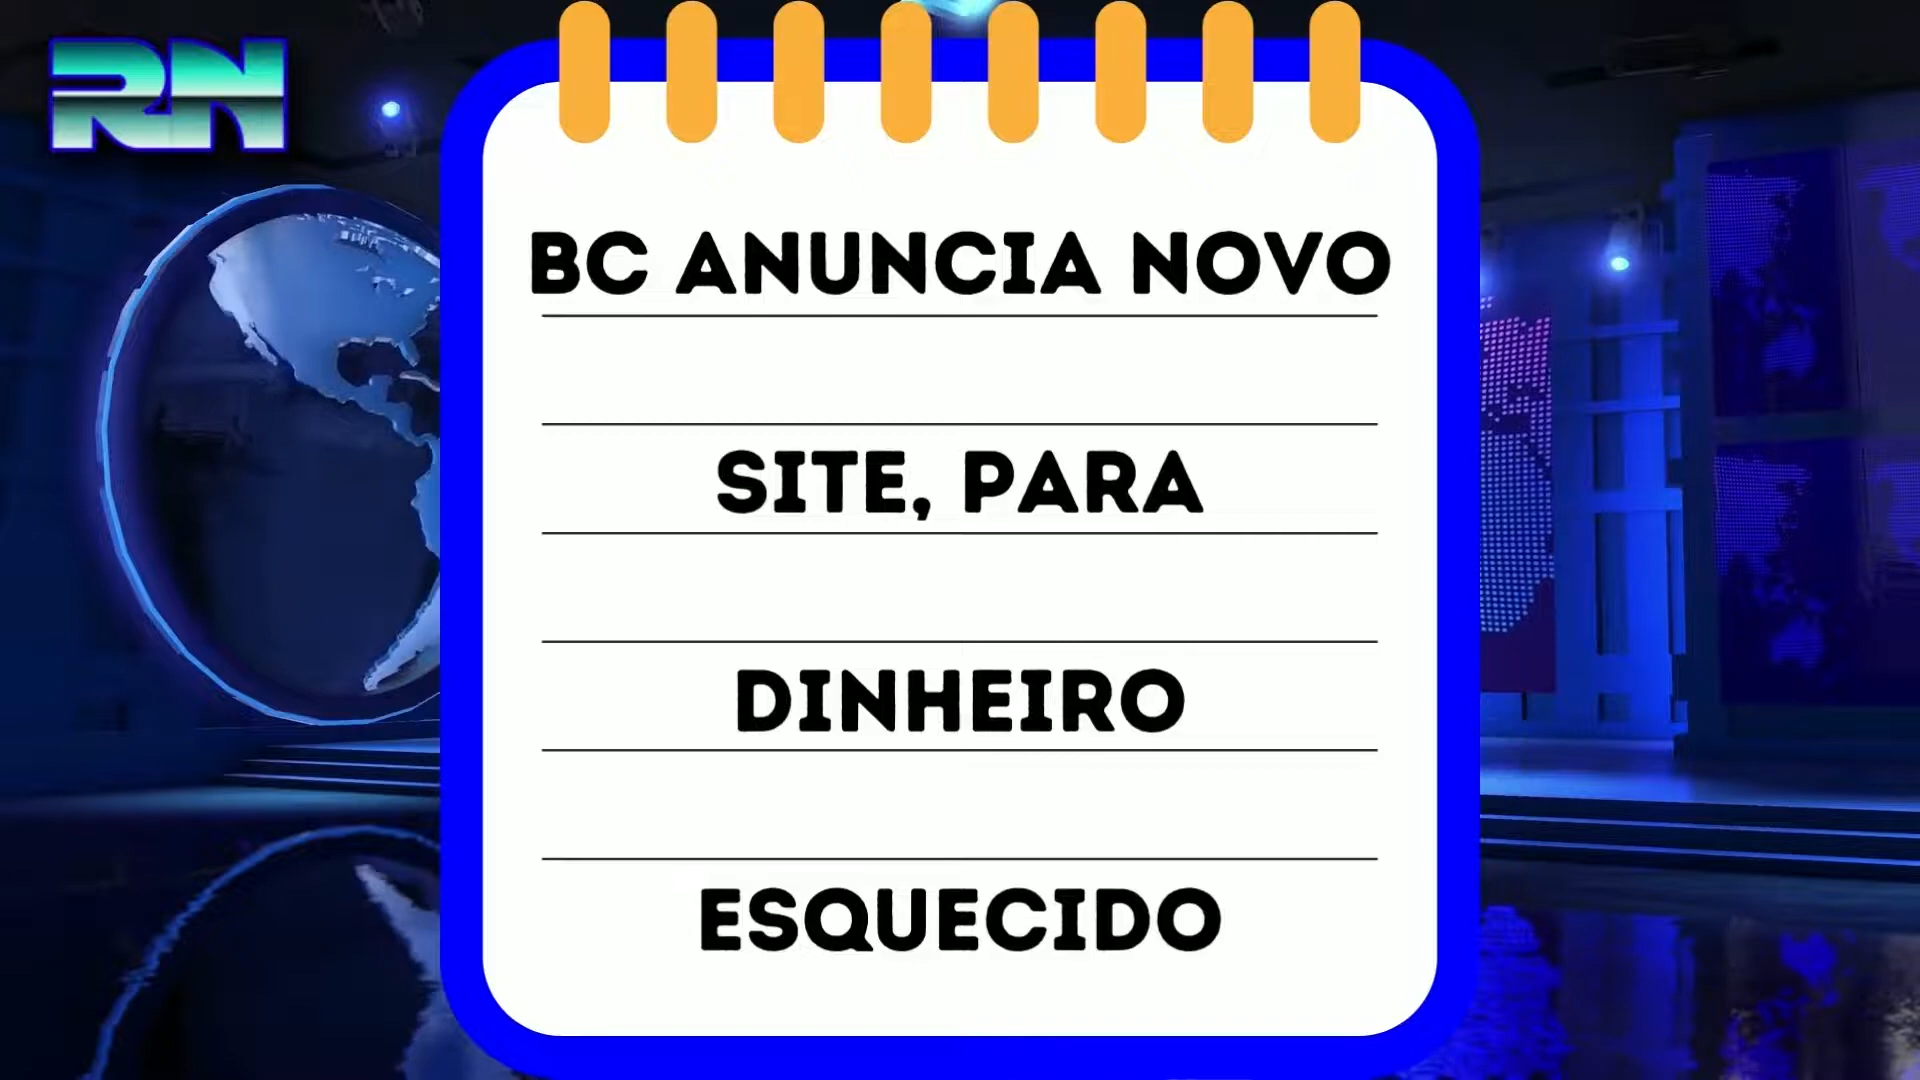 RN
BC ANUNCIA NOVO
SITE, PARA
DINHEIRO
ESQUECIDO